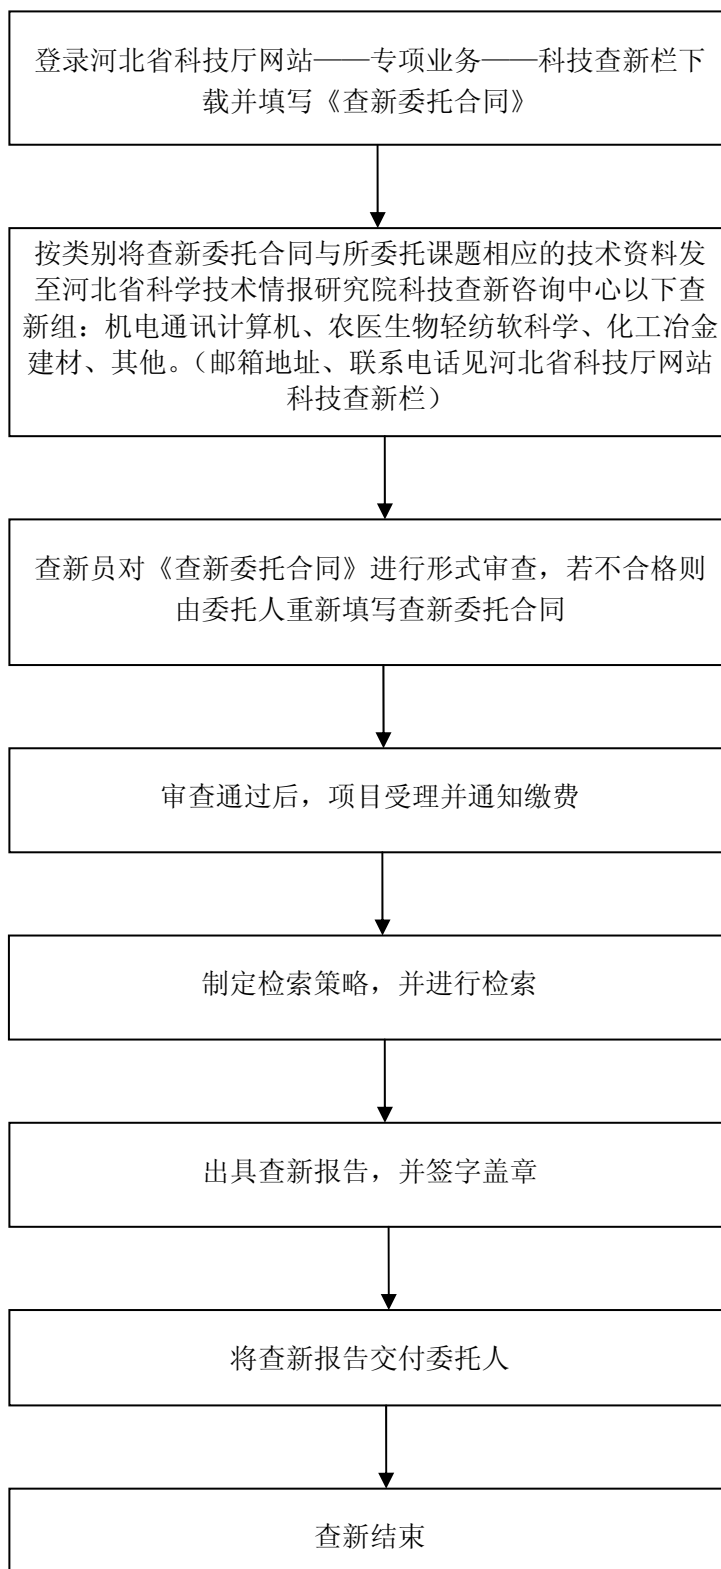 登录河北省科技厅网站——专项业务——科技查新栏下
载并填写《查新委托合同》
按类别将查新委托合同与所委托课题相应的技术资料发
至河北省科学技术情报研究院科技查新咨询中心以下查
新组：机电通讯计算机、农医生物轻纺软科学、化工冶金
建材、其他。（邮箱地址、联系电话见河北省科技厅网站
科技查新栏）
查新员对《查新委托合同》进行形式审查，若不合格则
由委托人重新填写查新委托合同
审查通过后，项目受理并通知缴费
制定检索策略，并进行检索
出具查新报告，并签字盖章
将查新报告交付委托人
查新结束